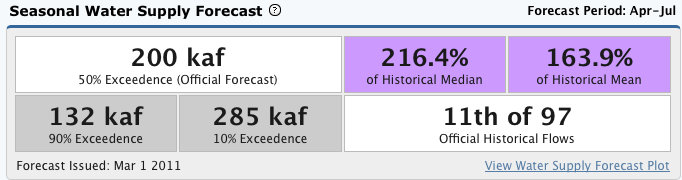 Seasonal Water Supply Forecast ?
Forecast Period: Apr-Jul
200 kaf
50% Exceedence (Official Forecast)
216.4%
of Historical Median
163.9%
of Historical Mean
132 kaf
90% Exceedence
285 kaf
10% Exceedence
11th of 97
Official Historical Flows
Forecast Issued: Mar 1 2011
View Water Supply Forecast Plot